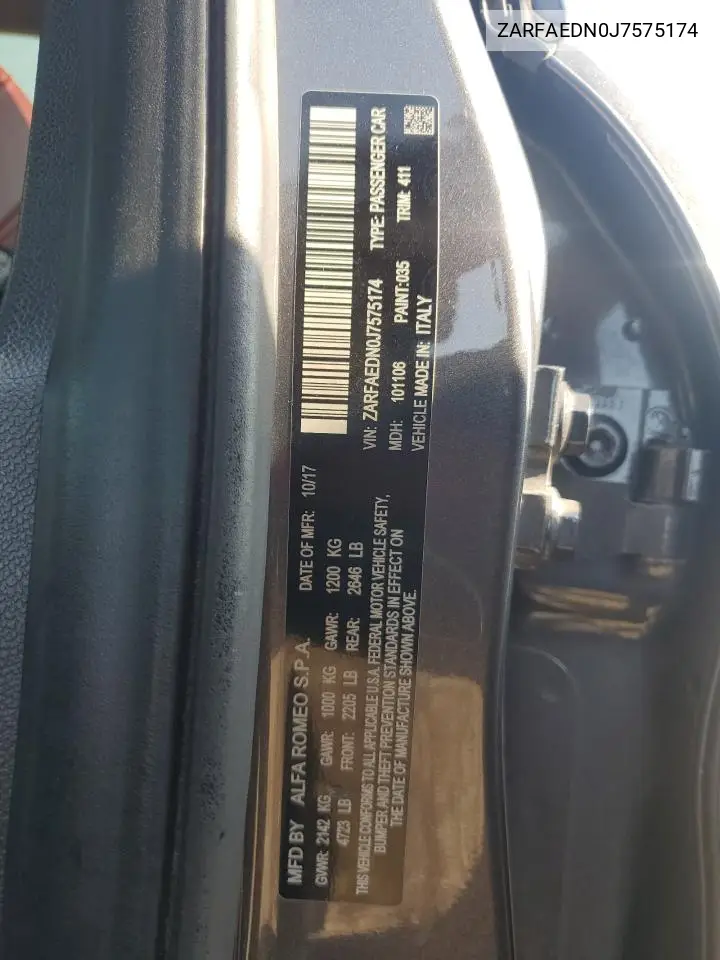 ZARFAEDN0J7575174
MFD BY ALFA ROMEO S.P.A. DATE OF MFR: 10/17
GVWR: 2142 KG GAWR: 1000 KG GAWR: 1200 KG
4723 LB FRONT: 2205 LB REAR: 2646 LB
THIS VEHICLE CONFORMS TO ALL APPLICABLE U.S.A. FEDERAL MOTOR VEHICLE SAFETY,
BUMPER, AND THEFT PREVENTION STANDARDS IN EFFECT ON
THE DATE OF MANUFACTURE SHOWN ABOVE.
VIN: ZARFAEDN0J7575174 TYPE: PASSENGER CAR
MDH: 101106 PAINT: 035 TRIM: 411
VEHICLE MADE IN: ITALY